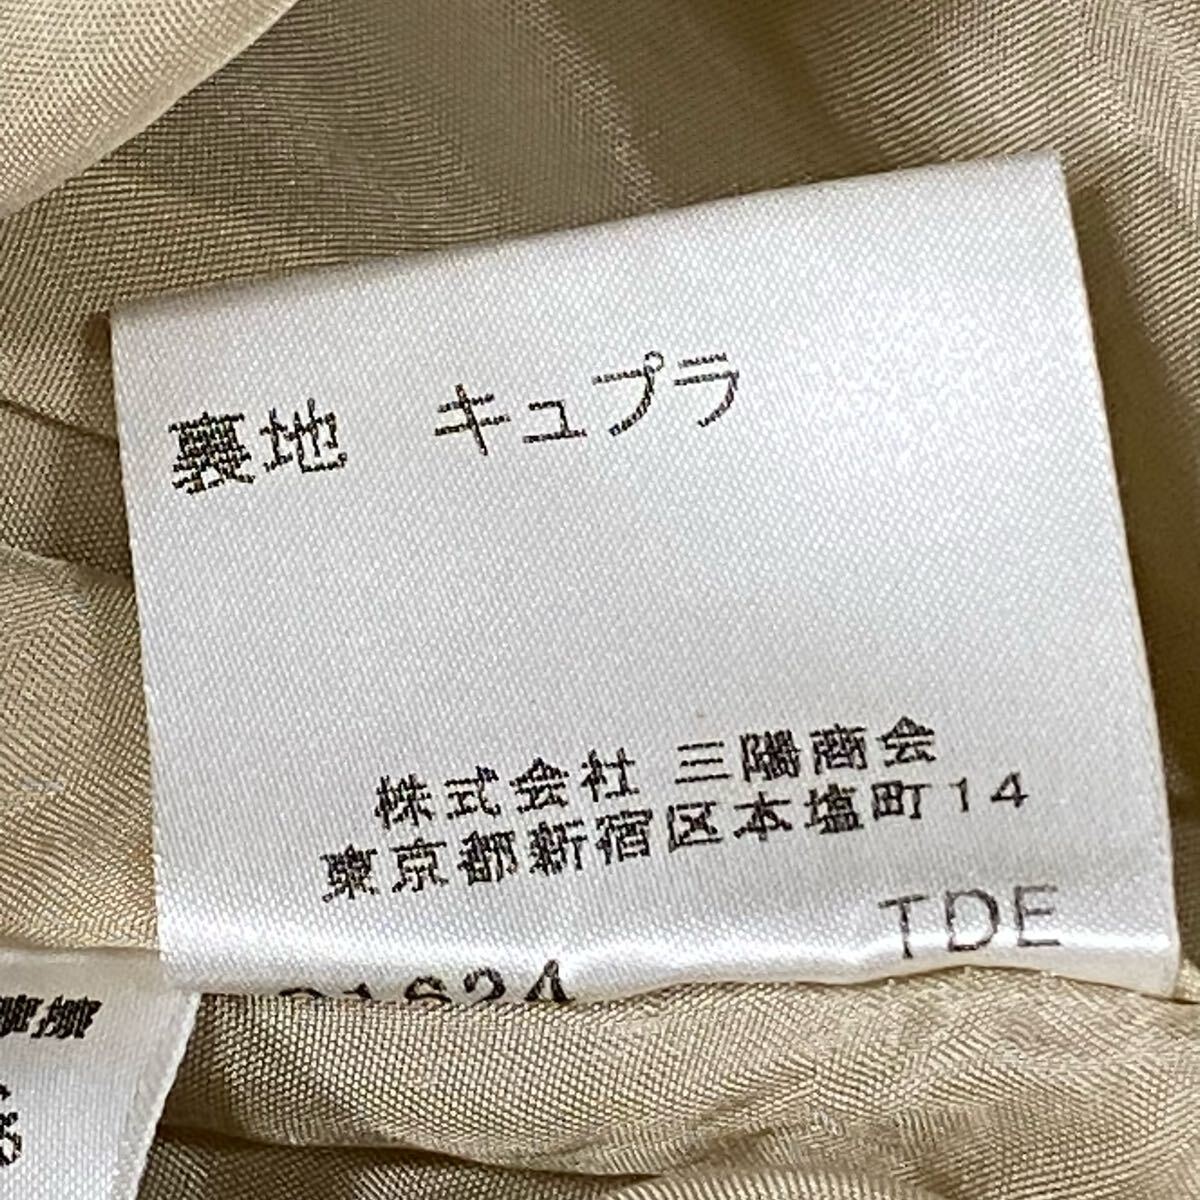 裏地 キュプラ
株式会社 三陽商会
東京都新宿区本塩町14
TDE